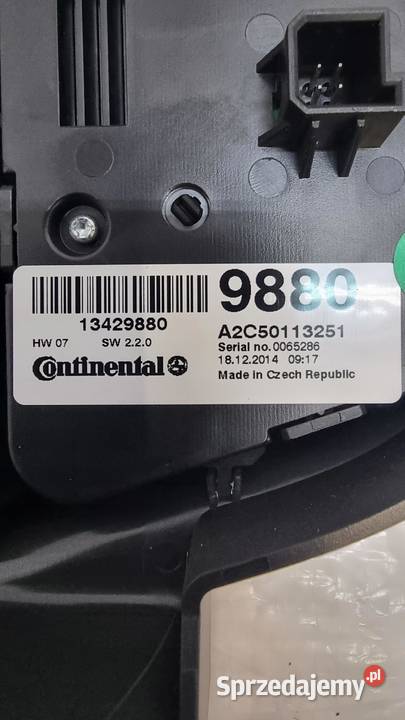 9880
13429880
A2C50113251
HW 07 SW 2.2.0
Serial no.0065286
18.12.2014 09:17
Continental
Made in Czech Republic
Sprzedajemy.pl